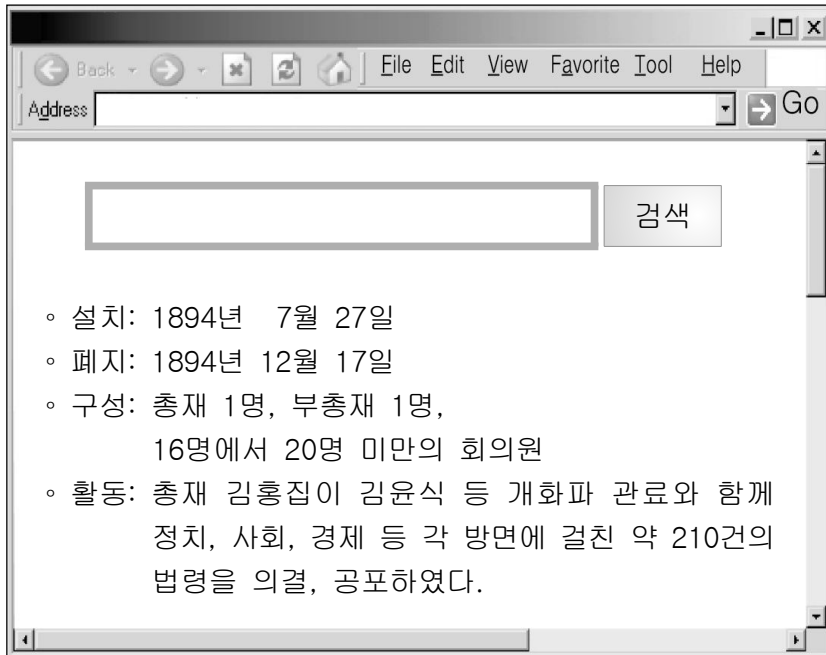 Back File Edit View Favorite Tool Help
Address Go
검색
◦ 설치: 1894년 7월 27일
◦ 폐지: 1894년 12월 17일
◦ 구성: 총재 1명, 부총재 1명,
16명에서 20명 미만의 회의원
◦ 활동: 총재 김홍집이 김윤식 등 개화파 관료와 함께
정치, 사회, 경제 등 각 방면에 걸친 약 210건의
법령을 의결, 공포하였다.